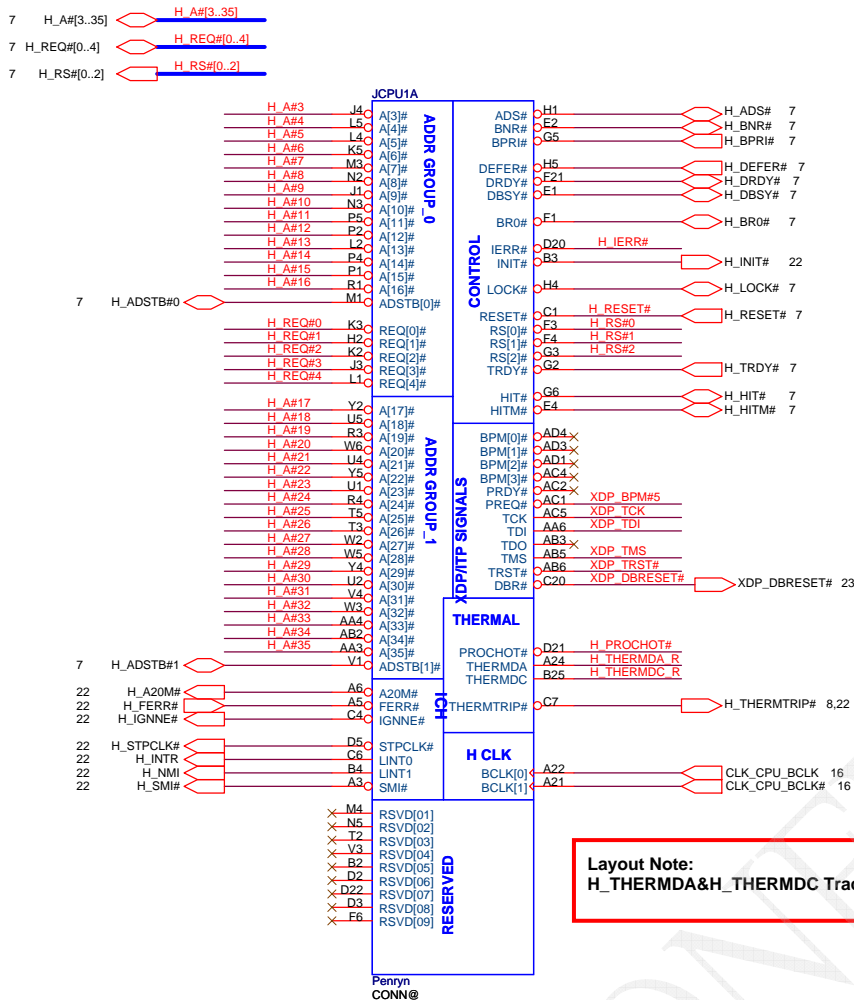 7 H_A#[3..35] H_A#[3..35]
7 H_REQ#[0..4] H_REQ#[0..4]
7 H_RS#[0..2] H_RS#[0..2]
JCPU1A
H_A#3 J4 A[3]#
H_A#4 L5 A[4]#
H_A#5 L4 A[5]#
H_A#6 K5 A[6]#
H_A#7 M3 A[7]#
H_A#8 N2 A[8]#
H_A#9 J1 A[9]#
H_A#10 N3 A[10]#
H_A#11 P5 A[11]#
H_A#12 P2 A[12]#
H_A#13 L2 A[13]#
H_A#14 P4 A[14]#
H_A#15 P1 A[15]#
H_A#16 R1 A[16]#
7 H_ADSTB#0 M1 ADSTB[0]#
H_REQ#0 K3 REQ[0]#
H_REQ#1 H2 REQ[1]#
H_REQ#2 K2 REQ[2]#
H_REQ#3 J3 REQ[3]#
H_REQ#4 L1 REQ[4]#
ADDR GROUP_0
H_A#17 Y2 A[17]#
H_A#18 U5 A[18]#
H_A#19 R3 A[19]#
H_A#20 W6 A[20]#
H_A#21 U4 A[21]#
H_A#22 Y5 A[22]#
H_A#23 U1 A[23]#
H_A#24 R4 A[24]#
H_A#25 T5 A[25]#
H_A#26 T3 A[26]#
H_A#27 W2 A[27]#
H_A#28 W5 A[28]#
H_A#29 Y4 A[29]#
H_A#30 U2 A[30]#
H_A#31 V4 A[31]#
H_A#32 W3 A[32]#
H_A#33 AA4 A[33]#
H_A#34 AB2 A[34]#
H_A#35 AA3 A[35]#
7 H_ADSTB#1 V1 ADSTB[1]#
ADDR GROUP_1
22 H_A20M# A6 A20M#
22 H_FERR# A5 FERR#
22 H_IGNNE# C4 IGNNE#
22 H_STPCLK# D5 STPCLK#
22 H_INTR C6 LINT0
22 H_NMI B4 LINT1
22 H_SMI# A3 SMI#
ICH
M4 RSVD[01]
N5 RSVD[02]
T2 RSVD[03]
V3 RSVD[04]
B2 RSVD[05]
D2 RSVD[06]
D22 RSVD[07]
D3 RSVD[08]
F6 RSVD[09]
RESERVED
ADS# H1 H_ADS# 7
BNR# E2 H_BNR# 7
BPRI# G5 H_BPRI# 7
DEFER# H5 H_DEFER# 7
DRDY# F21 H_DRDY# 7
DBSY# E1 H_DBSY# 7
BR0# F1 H_BR0# 7
IERR# D20 H_IERR#
INIT# B3 H_INIT# 22
LOCK# H4 H_LOCK# 7
RESET# C1 H_RESET# H_RESET# 7
RS[0]# F3 H_RS#0
RS[1]# F4 H_RS#1
RS[2]# G3 H_RS#2
TRDY# G2 H_TRDY# 7
HIT# G6 H_HIT# 7
HITM# E4 H_HITM# 7
CONTROL
BPM[0]# AD4
BPM[1]# AD3
BPM[2]# AD1
BPM[3]# AC4
PRDY# AC2
PREQ# AC1 XDP_BPM#5
TCK AC5 XDP_TCK
TDI AA6 XDP_TDI
TDO AB3
TMS AB5 XDP_TMS
TRST# AB6 XDP_TRST#
DBR# C20 XDP_DBRESET# XDP_DBRESET# 23
XDP/ITP SIGNALS
THERMAL
PROCHOT# D21 H_PROCHOT#
THERMDA A24 H_THERMDA_R
THERMDC B25 H_THERMDC_R
THERMTRIP# C7 H_THERMTRIP# 8,22
H CLK
BCLK[0] A22 CLK_CPU_BCLK 16
BCLK[1] A21 CLK_CPU_BCLK# 16
Penryn
CONN@
Layout Note:
H_THERMDA&H_THERMDC Trac